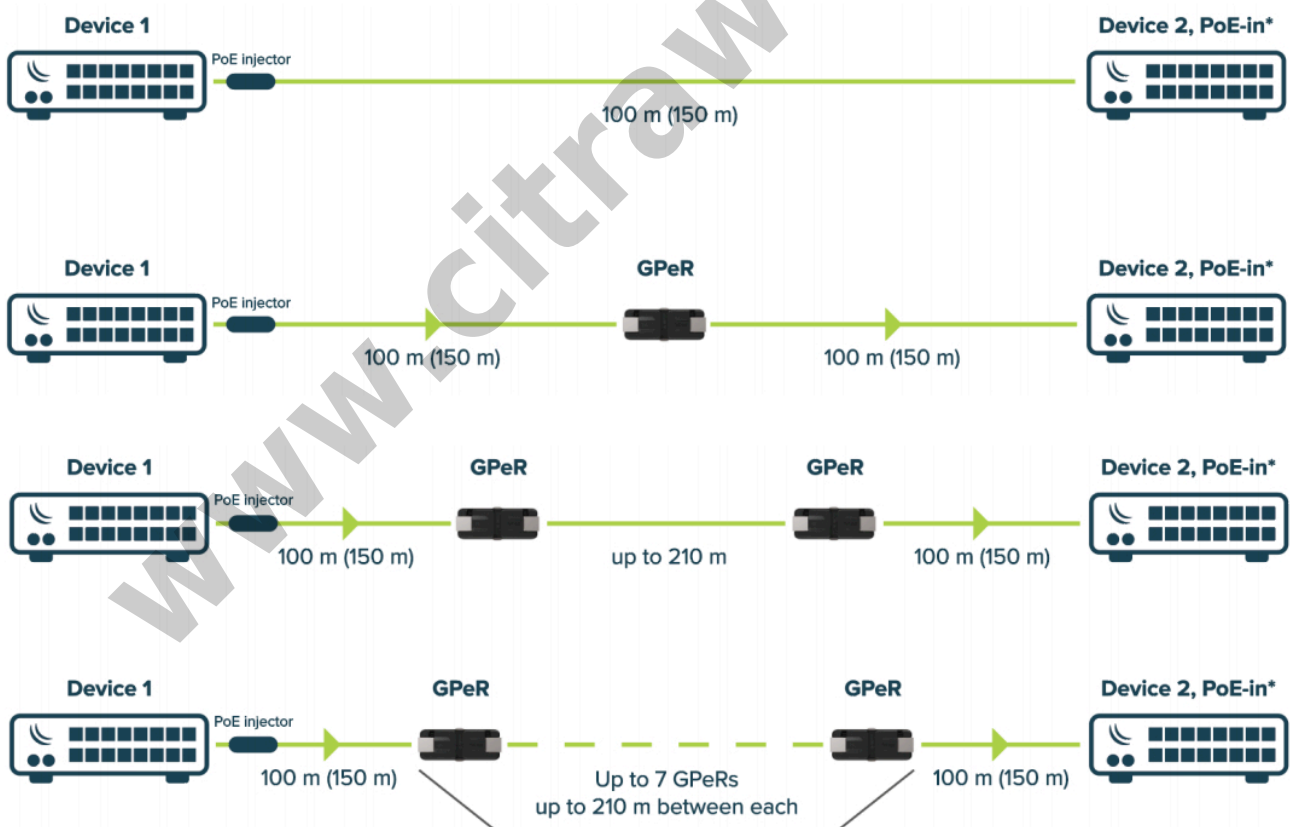 Device 1
Device 2, PoE-in*
PoE injector
100 m (150 m)
Device 1
GPeR
Device 2, PoE-in*
PoE injector
100 m (150 m)
100 m (150 m)
Device 1
GPeR
GPeR
Device 2, PoE-in*
PoE injector
100 m (150 m)
up to 210 m
100 m (150 m)
Device 1
GPeR
GPeR
Device 2, PoE-in*
PoE injector
100 m (150 m)
Up to 7 GPeRs
up to 210 m between each
100 m (150 m)
www.citraw